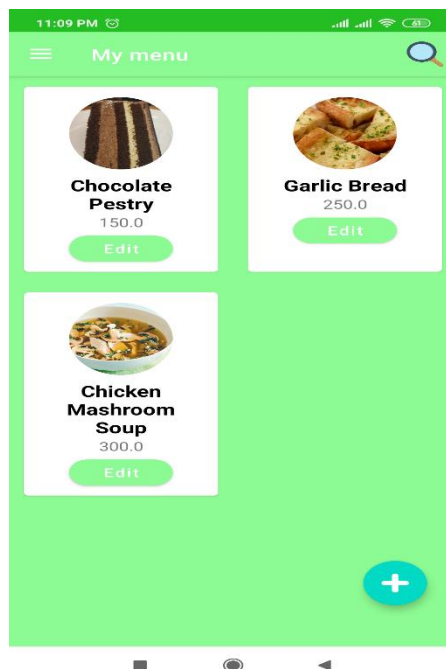 11:09 PM
61
My menu
Chocolate
Pestry
150.0
Edit
Garlic Bread
250.0
Edit
Chicken
Mashroom
Soup
300.0
Edit